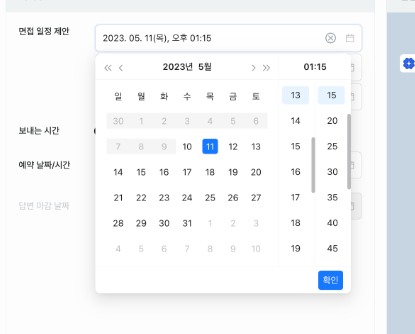 면접 일정 제안
2023. 05. 11(목), 오후 01:15
2023년 5월 01:15
일 월 화 수 목 금 토 13 15
30 1 2 3 4 5 6 14 20
7 8 9 10 11 12 13 15 25
보내는 시간
14 15 16 17 18 19 20 16 30
예약 날짜/시간
21 22 23 24 25 26 27 17 35
답변 마감 날짜
28 29 30 31 1 2 3 18 40
4 5 6 7 8 9 10 19 45
확인